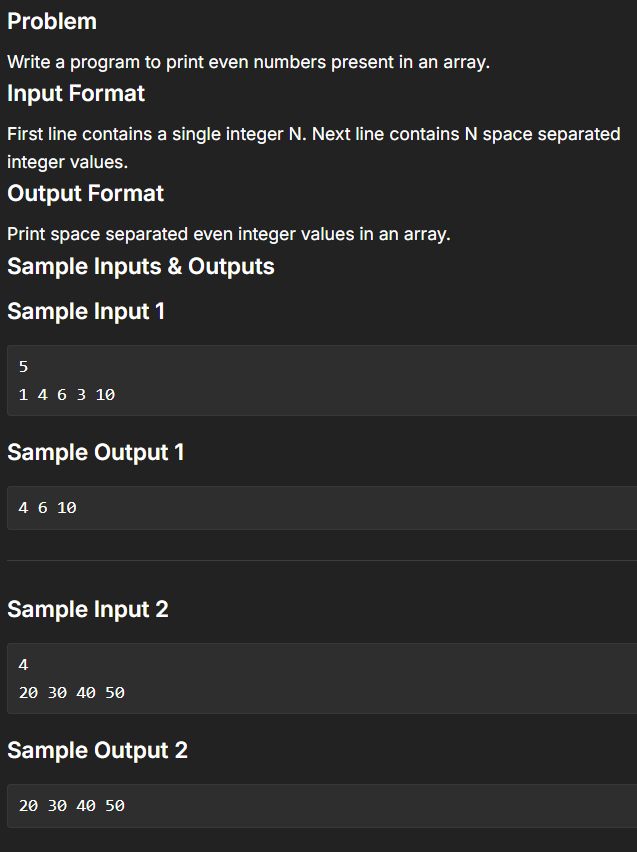 Problem
Write a program to print even numbers present in an array.
Input Format
First line contains a single integer N. Next line contains N space separated
integer values.
Output Format
Print space separated even integer values in an array.
Sample Inputs & Outputs
Sample Input 1
5
1 4 6 3 10
Sample Output 1
4 6 10
Sample Input 2
4
20 30 40 50
Sample Output 2
20 30 40 50